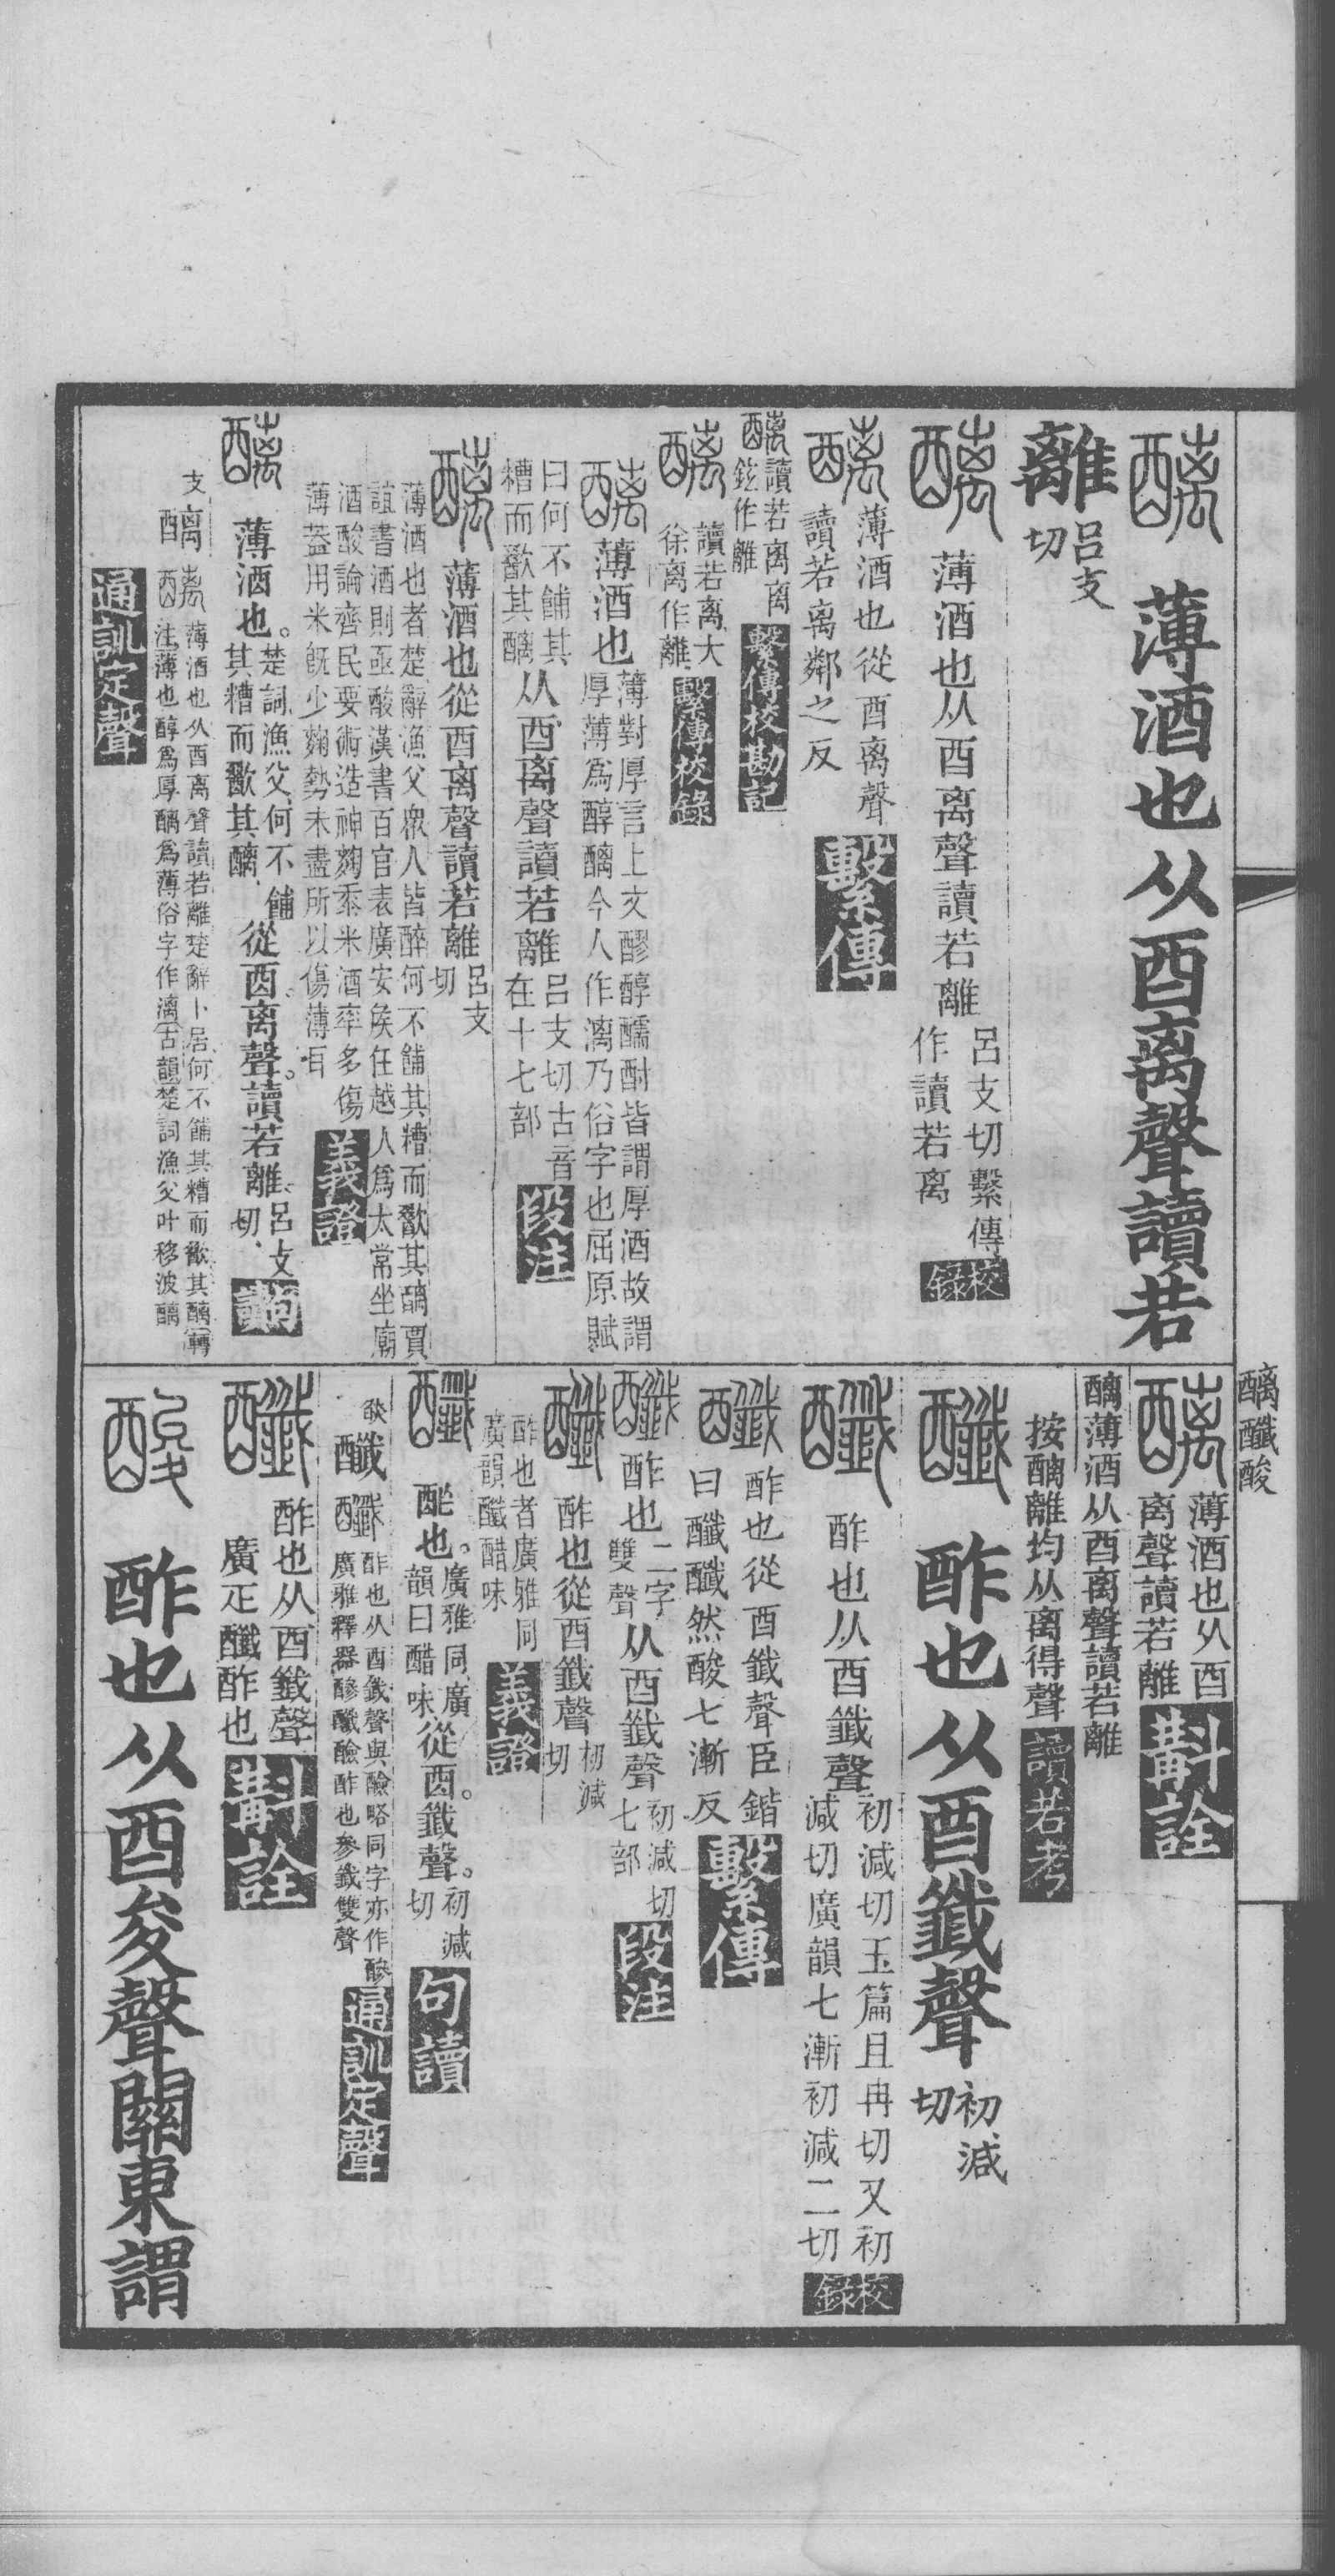 醨釅酸
醨 薄酒也从酉离聲讀若
離 呂支
切
醨 薄酒也从酉离聲讀若離
呂支切繫傳
作讀若离
校錄
醨 薄酒也從酉离聲
讀若离鄰之反
繫傳
醨 讀若离离
鉉作離
繫傳校勘記
醨 讀若离大
徐离作離
繫傳校錄
醨 薄酒也
薄對厚言上文醪醇醹酎皆謂厚酒故謂
厚薄爲醇醨今人作漓乃俗字也屈原賦
曰何不餔其
糟而歠其醨
从酉离聲讀若離
呂支切古音
在十七部
段注
醨 薄酒也從酉离聲讀若離
呂支
切
薄酒也者楚辭漁父衆人皆醉何不餔其糟而歠其醨賈
誼書酒則亟酸漢書百官表廣安矦任越人爲太常坐廟
酒酸論齊民要術造神麴黍米酒率多傷
薄葢用米旣少麴勢未盡所以傷薄耳
義證
醨 薄酒也。
楚詞漁父何不餔
其糟而歠其醨
從酉离聲。讀若離
呂支
切
句讀
支离
醨 薄酒也从酉离聲讀若離楚辭卜居何不餔其糟而歠其醨轉
注薄也醇爲厚醨爲薄俗字作漓古韻楚詞漁父叶移波醨
通訓定聲
醨 薄酒也从酉
离聲讀若離
斠詮
醨薄酒从酉离聲讀若離
按醨離均从离得聲
讀若考
䤘 酢也从酉韱聲
初減
切
䤘 酢也从酉韱聲
初減切玉篇且冉切又初
減切廣韻七漸初減二切
校錄
䤘 酢也從酉韱聲臣鍇
曰䤘䤘然酸七漸反
繫傳
䤘 酢也
二字
雙聲
从酉韱聲
初減切
七部
段注
䤘 酢也從酉韱聲
初減
切
酢也者廣雅同
廣韻䤘醋味
義證
䤘 酢也。
廣雅同廣
韻曰醋味
從酉。韱聲。
初減
切
句讀
䤘 酢也从酉韱聲與醶略同字亦作醦
廣雅釋器醦䤘醶酢也參韱雙聲
通訓定聲
䤘 酢也从酉韱聲
廣疋䤘酢也
斠詮
酸 酢也从酉夋聲關東謂